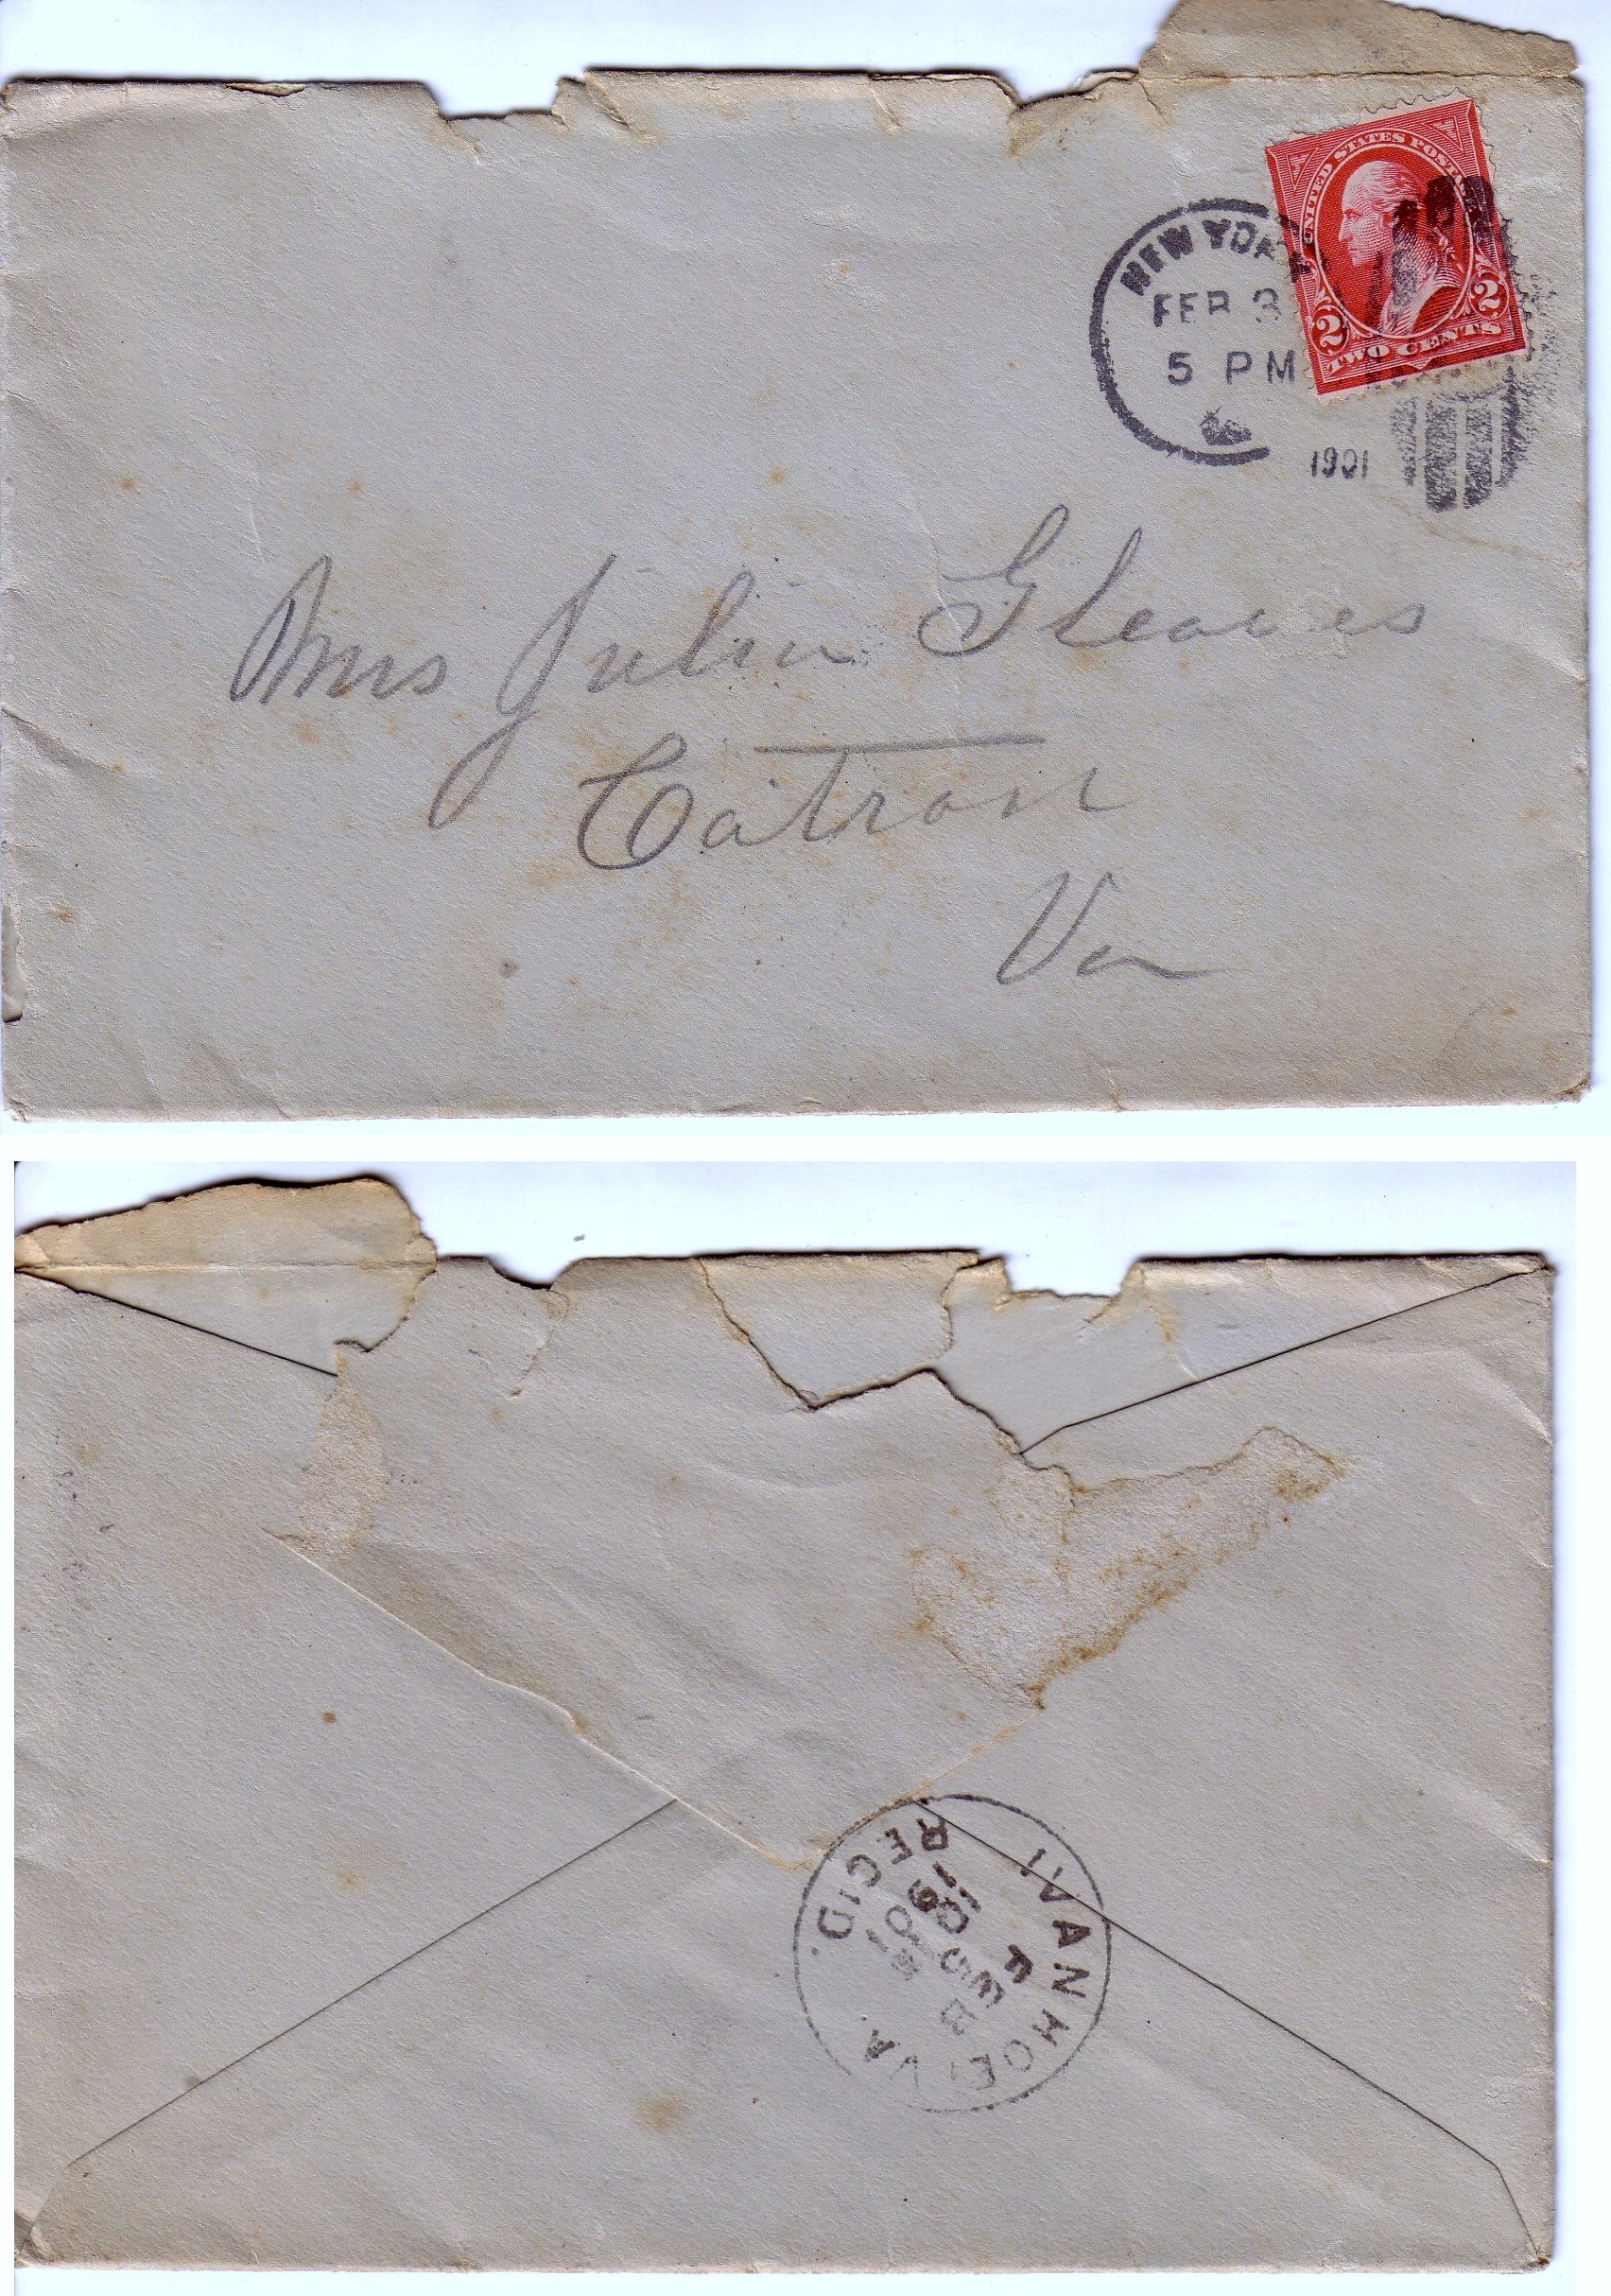 UNITED STATES POSTAGE
2 2
TWO CENTS
NEW YORK
FEB 3
5 PM
1901
Mrs Julia Gleaves
Catron
Va
IVANHOE, VA.
FEB
1901
REC'D.